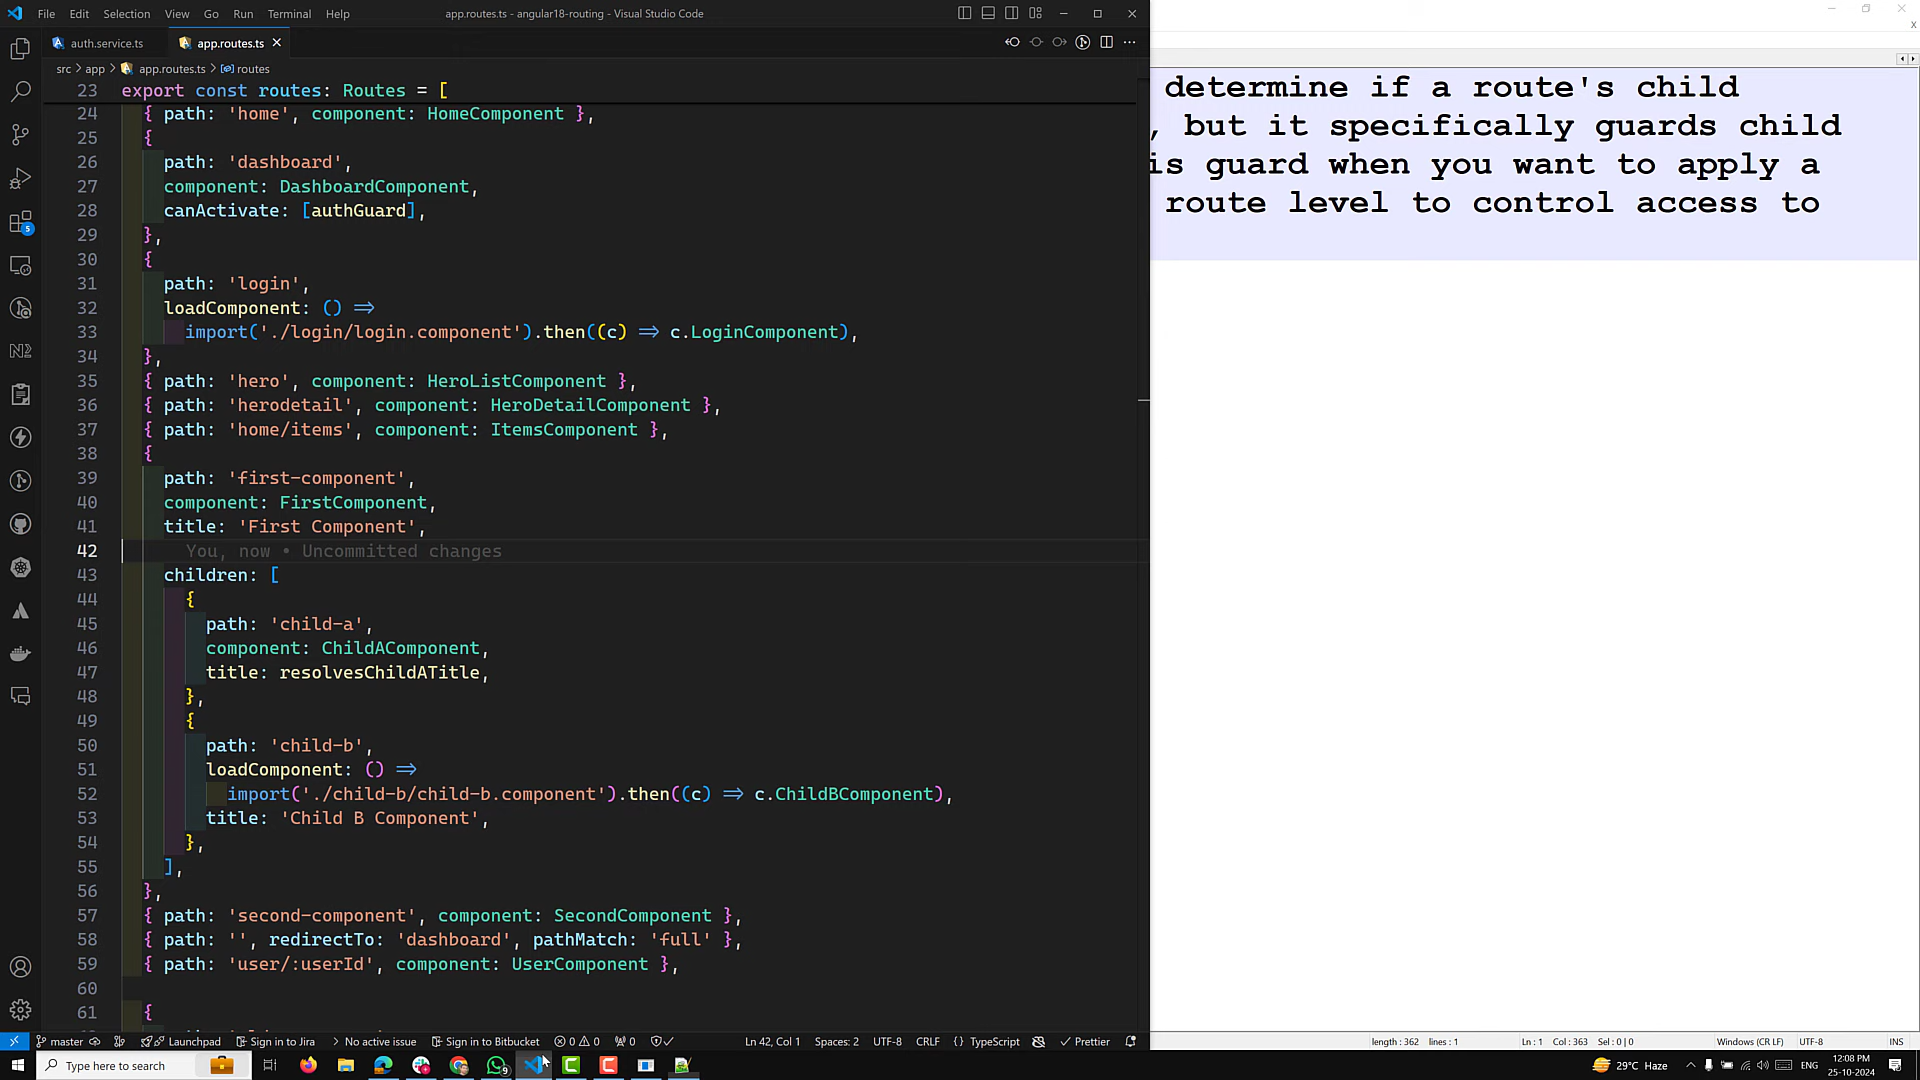 File Edit Selection View Go Run Terminal Help
app.routes.ts - angular18-routing - Visual Studio Code
auth.service.ts
app.routes.ts
src > app > app.routes.ts > routes
23 export const routes: Routes = [
24 { path: 'home', component: HomeComponent },
25 {
26 path: 'dashboard',
27 component: DashboardComponent,
28 canActivate: [authGuard],
29 },
30 {
31 path: 'login',
32 loadComponent: () =>
33 import('./login/login.component').then((c) => c.LoginComponent),
34 },
35 { path: 'hero', component: HeroListComponent },
36 { path: 'herodetail', component: HeroDetailComponent },
37 { path: 'home/items', component: ItemsComponent },
38 {
39 path: 'first-component',
40 component: FirstComponent,
41 title: 'First Component',
42 You, now • Uncommitted changes
43 children: [
44 {
45 path: 'child-a',
46 component: ChildAComponent,
47 title: resolvesChildATitle,
48 },
49 {
50 path: 'child-b',
51 loadComponent: () =>
52 import('./child-b/child-b.component').then((c) => c.ChildBComponent),
53 title: 'Child B Component',
54 },
55 ],
56 },
57 { path: 'second-component', component: SecondComponent },
58 { path: '', redirectTo: 'dashboard', pathMatch: 'full' },
59 { path: 'user/:userId', component: UserComponent },
60
61 {
determine if a route's child
, but it specifically guards child
is guard when you want to apply a
route level to control access to
5
N2
master Launchpad Sign in to Jira No active issue Sign in to Bitbucket 0 0 0 Ln 42, Col 1 Spaces: 2 UTF-8 CRLF { } TypeScript Prettier
length : 362 lines : 1 Ln : 1 Col : 363 Sel : 0 | 0 Windows (CR LF) UTF-8 INS
Type here to search
9
29°C Haze ENG 12:08 PM
25-10-2024